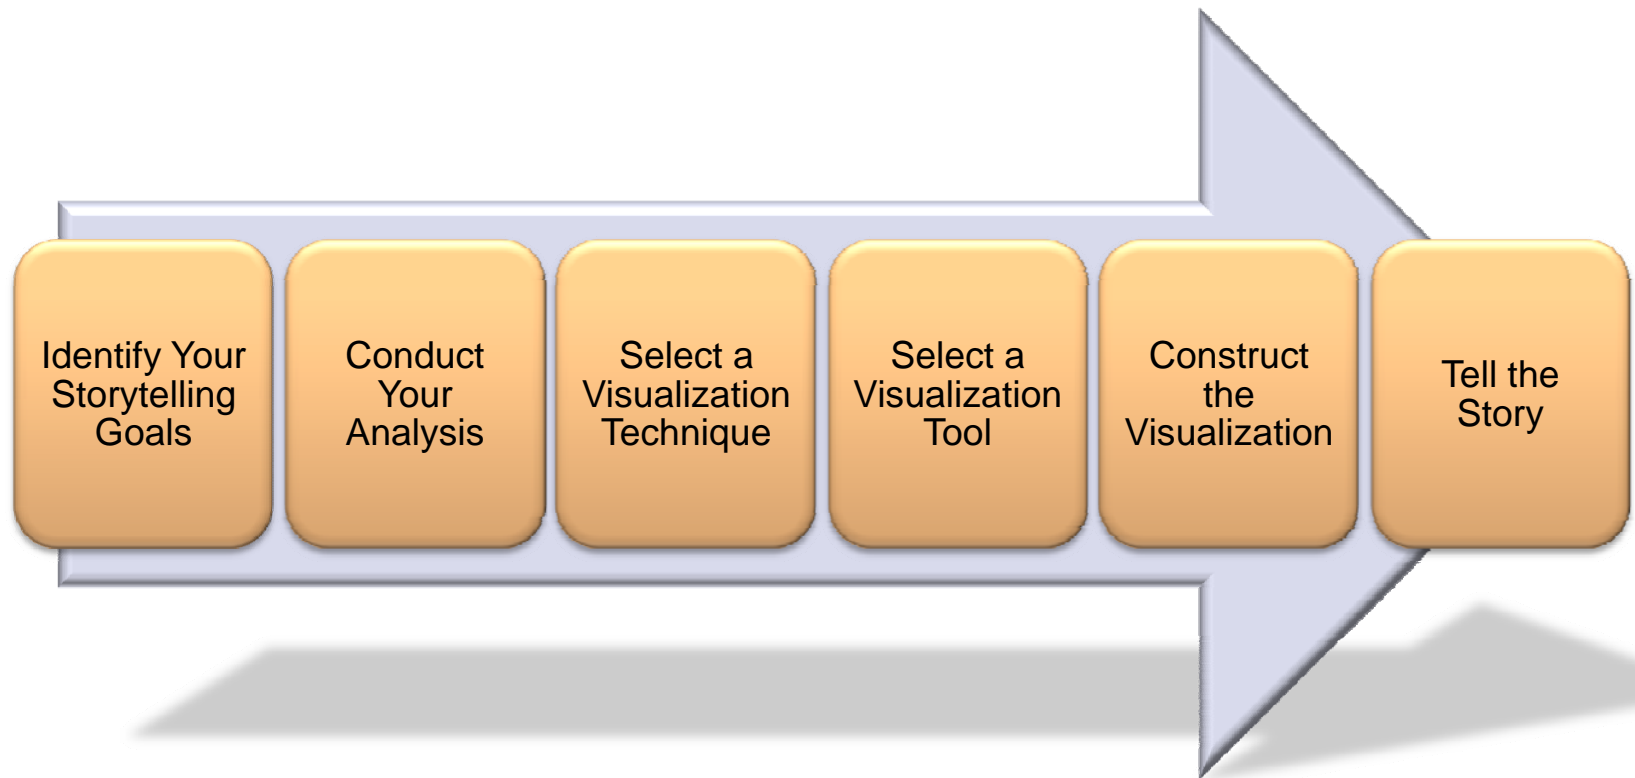 Identify Your
Storytelling
Goals
Conduct
Your
Analysis
Select a
Visualization
Technique
Select a
Visualization
Tool
Construct
the
Visualization
Tell the
Story